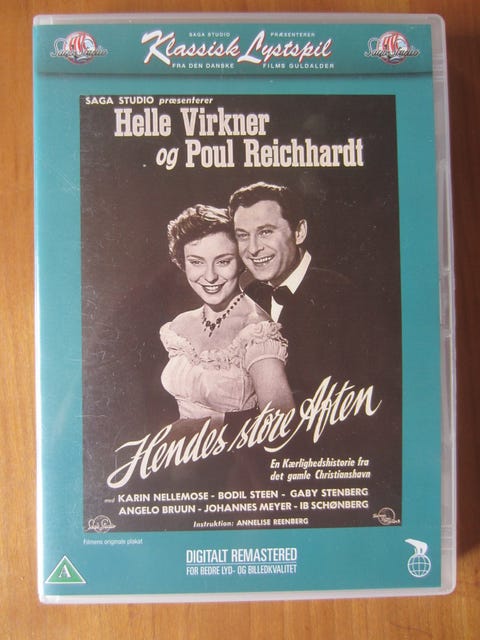 SAGA STUDIO PRÆSENTERER
Klassisk Lystspil
FRA DEN DANSKE FILMS GULDALDER
SAGA STUDIO præsenterer
Helle Virkner
og Poul Reichhardt
Hendes store Aften
En Kærlighedshistorie fra
det gamle Christianshavn
med KARIN NELLEMOSE - BODIL STEEN - GABY STENBERG
ANGELO BRUUN - JOHANNES MEYER - IB SCHØNBERG
Instruktion: ANNELISE REENBERG
Filmens originale plakat
DIGITALT REMASTERED
FOR BEDRE LYD- OG BILLEDKVALITET
A